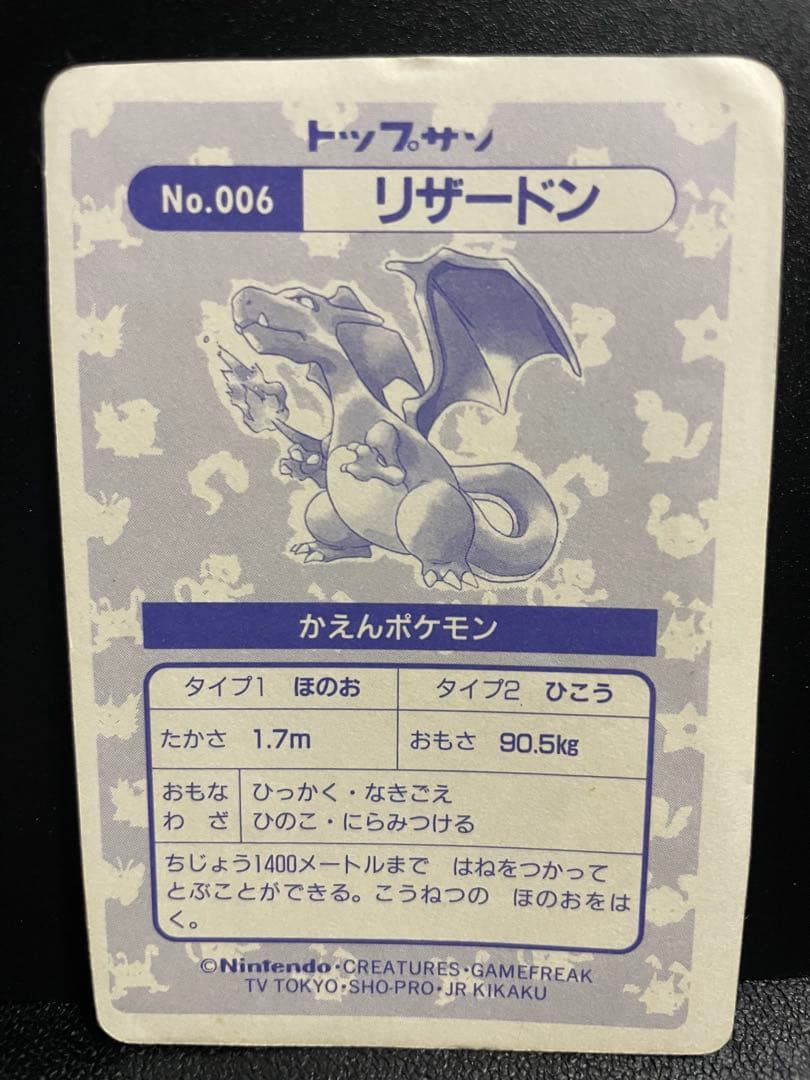 トップサン
No.006 リザードン
かえんポケモン
タイプ1 ほのお タイプ2 ひこう
たかさ 1.7m おもさ 90.5kg
おもな ひっかく・なきごえ
わ ざ ひのこ・にらみつける
ちじょう1400メートルまで はねをつかって
とぶことができる。こうねつの ほのおをは
く。
©Nintendo・CREATURES・GAMEFREAK
TV TOKYO・SHO-PRO・JR KIKAKU